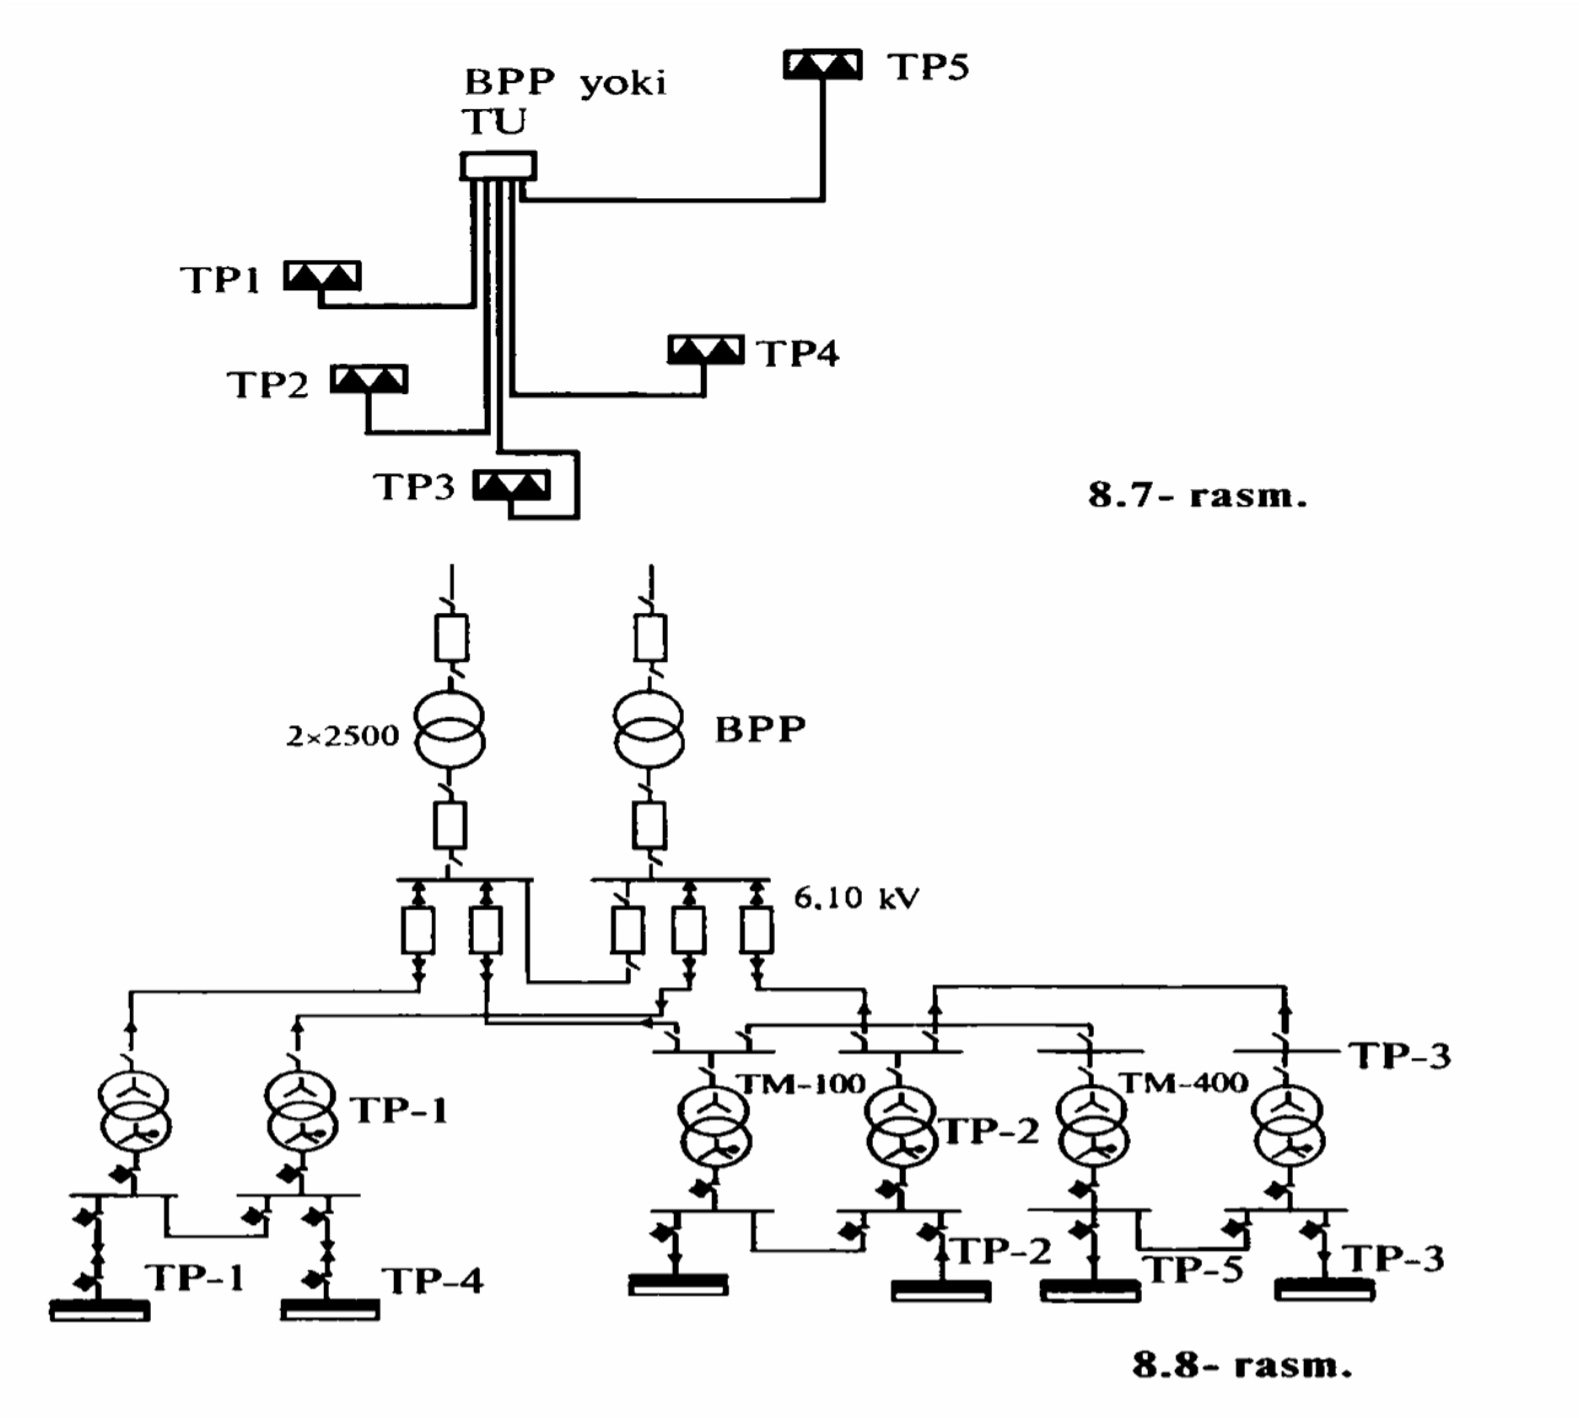 BPP yoki
TU
TP5
TP1
TP4
TP2
TP3
8.7- rasm.
2×2500
BPP
6.10 kV
TP-3
TM-100
TM-400
TP-1
TP-2
TP-2
TP-3
TP-5
TP-1
TP-4
8.8- rasm.